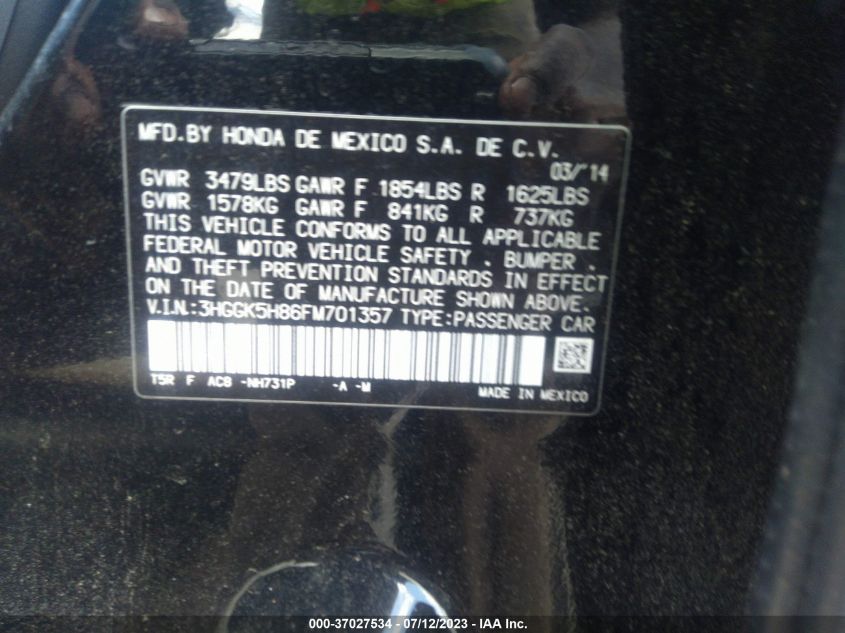 MFD.BY HONDA DE MEXICO S.A. DE C.V.
03/14
GVWR 3479LBS GAWR F 1854LBS R 1625LBS
GVWR 1578KG GAWR F 841KG R 737KG
THIS VEHICLE CONFORMS TO ALL APPLICABLE
FEDERAL MOTOR VEHICLE SAFETY , BUMPER ,
AND THEFT PREVENTION STANDARDS IN EFFECT
ON THE DATE OF MANUFACTURE SHOWN ABOVE.
V.I.N.:3HGGK5H86FM701357 TYPE:PASSENGER CAR
T5R F AC8 -NH731P -A -M
MADE IN MEXICO
000-37027534 - 07/12/2023 - IAA Inc.